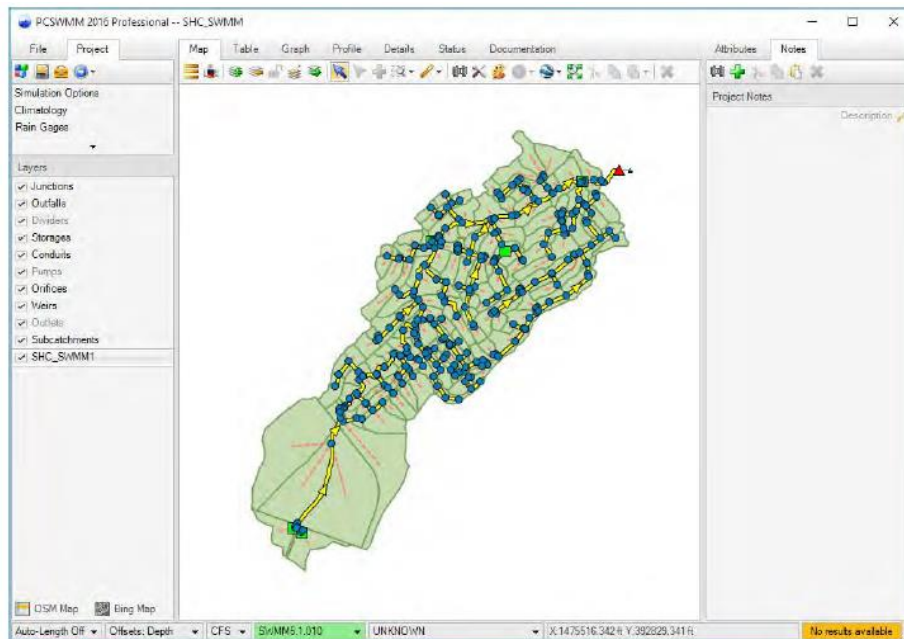 PCSWMM 2016 Professional -- SHC_SWMM
File Project Map Table Graph Profile Details Status Documentation Attributes Notes
Simulation Options
Climatology
Rain Gages
Project Notes
Description
Layers
Junctions
Outfalls
Dividers
Storages
Conduits
Pumps
Orifices
Weirs
Outlets
Subcatchments
SHC_SWMM1
OSM Map Bing Map
Auto-Length Off Offsets: Depth CFS SWMM5.1.010 UNKNOWN X:1475516.342 ft Y:392829.341 ft No results available